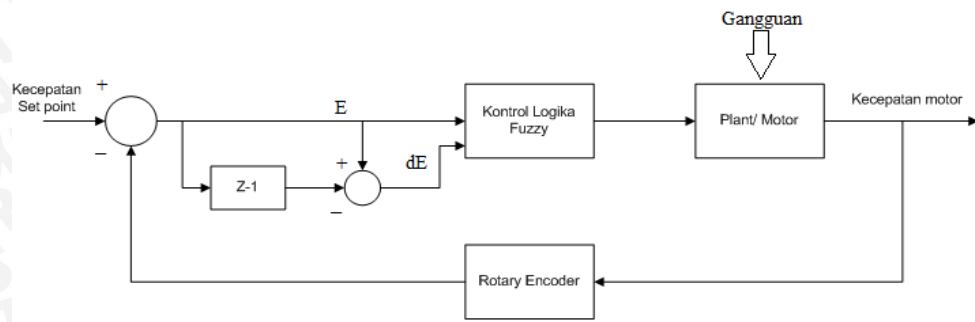 Gangguan
Kecepatan
Set point
+
−
E
Kontrol Logika
Fuzzy
Plant/ Motor
Kecepatan motor
Z-1
+
−
dE
Rotary Encoder